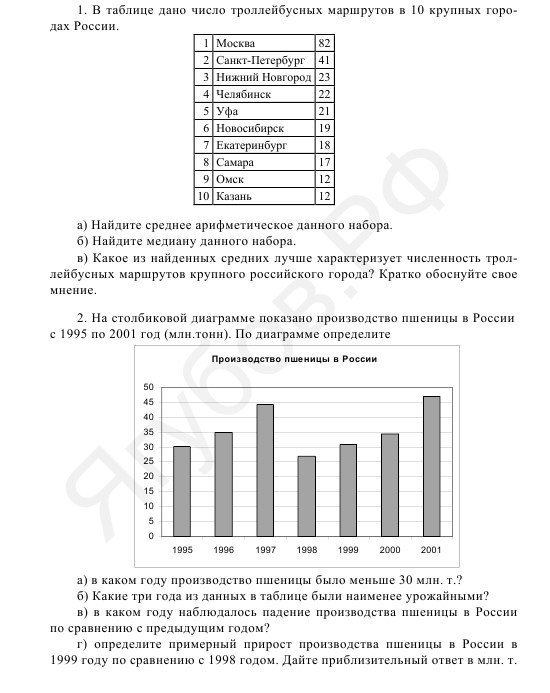 1. В таблице дано число троллейбусных маршрутов в 10 крупных горо-
дах России.
1 Москва 82
2 Санкт-Петербург 41
3 Нижний Новгород 23
4 Челябинск 22
5 Уфа 21
6 Новосибирск 19
7 Екатеринбург 18
8 Самара 17
9 Омск 12
10 Казань 12
а) Найдите среднее арифметическое данного набора.
б) Найдите медиану данного набора.
в) Какое из найденных средних лучше характеризует численность трол-
лейбусных маршрутов крупного российского города? Кратко обоснуйте свое
мнение.
2. На столбиковой диаграмме показано производство пшеницы в России
с 1995 по 2001 год (млн.тонн). По диаграмме определите
Производство пшеницы в России
50
45
40
35
30
25
20
15
10
5
0
1995 1996 1997 1998 1999 2000 2001
а) в каком году производство пшеницы было меньше 30 млн. т.?
б) Какие три года из данных в таблице были наименее урожайными?
в) в каком году наблюдалось падение производства пшеницы в России
по сравнению с предыдущим годом?
г) определите примерный прирост производства пшеницы в России в
1999 году по сравнению с 1998 годом. Дайте приблизительный ответ в млн. т.
Ягубов.РФ